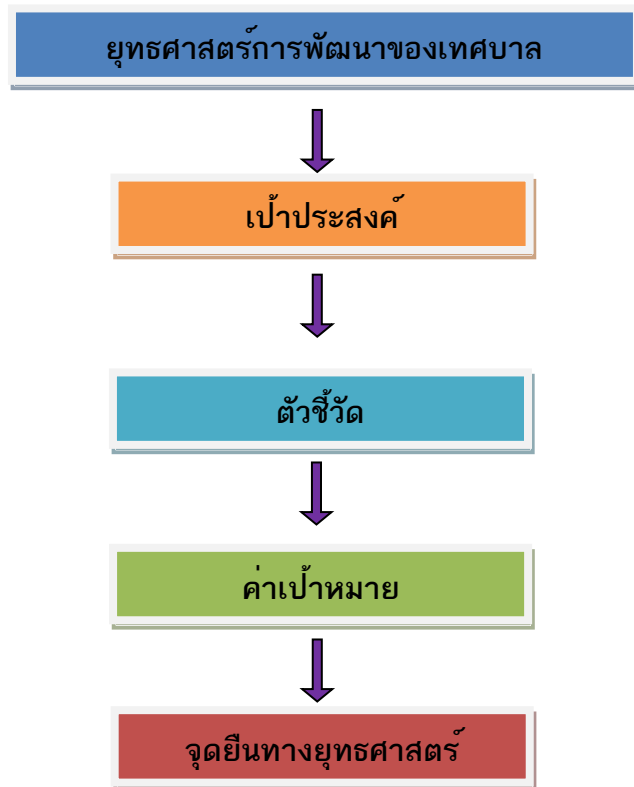 ยุทธศาสตร์การพัฒนาของเทศบาล
เป้าประสงค์
ตัวชี้วัด
ค่าเป้าหมาย
จุดยืนทางยุทธศาสตร์